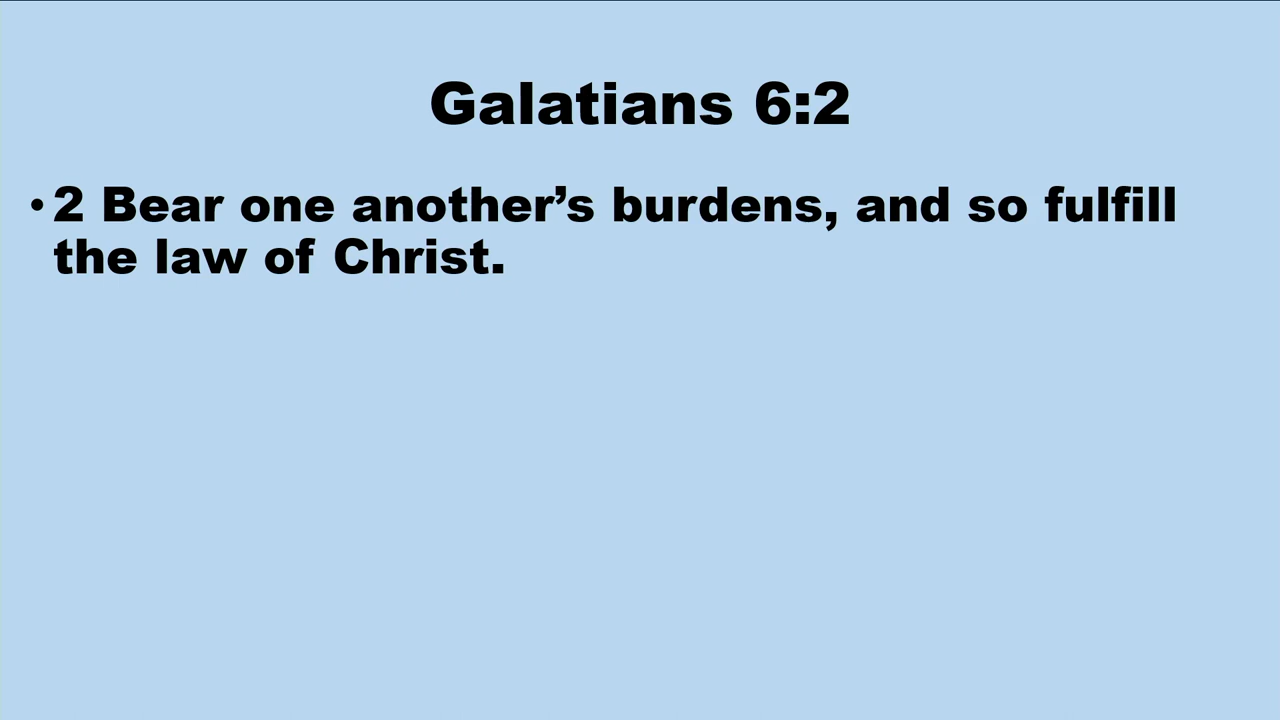 Galatians 6:2
• 2 Bear one another’s burdens, and so fulfill
the law of Christ.